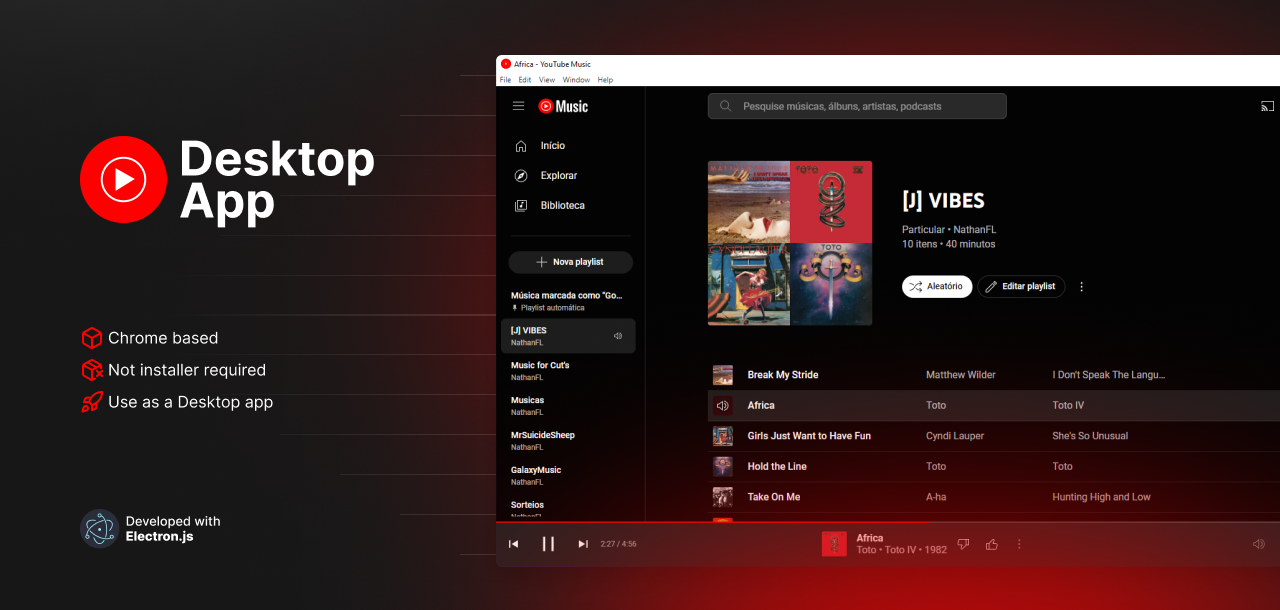 Desktop
App
Chrome based
Not installer required
Use as a Desktop app
Developed with
Electron.js
Africa - YouTube Music
File Edit View Window Help
Music
Pesquise músicas, álbuns, artistas, podcasts
Início
Explorar
Biblioteca
Nova playlist
Música marcada como "Go...
Playlist automática
[J] VIBES
NathanFL
Music for Cut's
NathanFL
Musicas
NathanFL
MrSuicideSheep
NathanFL
GalaxyMusic
NathanFL
Sorteios
NathanFL
TOTO
TOTO
[J] VIBES
Particular • NathanFL
10 itens • 40 minutos
Aleatório
Editar playlist
Break My Stride Matthew Wilder I Don't Speak The Langu...
Africa Toto Toto IV
Girls Just Want to Have Fun Cyndi Lauper She's So Unusual
Hold the Line Toto Toto
Take On Me A-ha Hunting High and Low
2:27 / 4:56
Africa
Toto • Toto IV • 1982